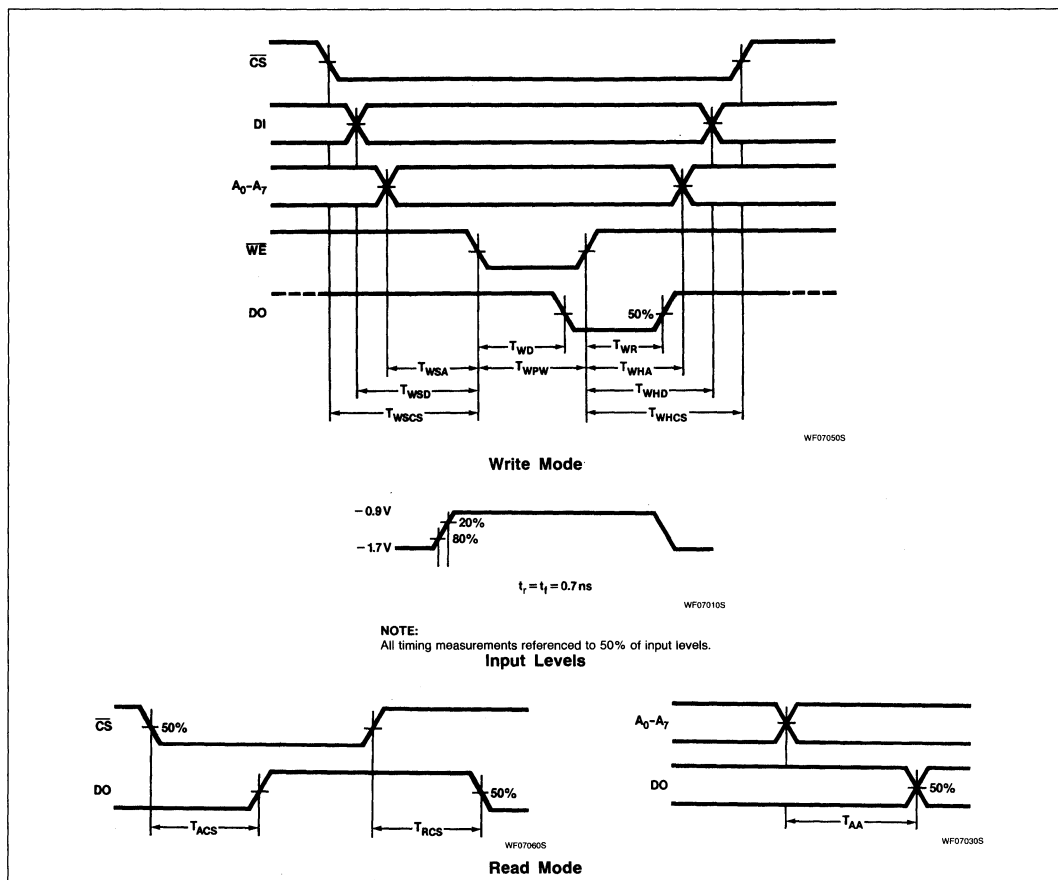 CS
DI
A0-A7
WE
DO
50%
TWD
TWR
TWSA
TWPW
TWHA
TWSD
TWHD
TWSCS
TWHCS
WF07050S
Write Mode
−0.9V
20%
80%
−1.7V
tr = tf = 0.7 ns
WF07010S
NOTE:
All timing measurements referenced to 50% of input levels.
Input Levels
CS
50%
DO
50%
TACS
TRCS
WF07060S
A0-A7
DO
50%
TAA
WF07030S
Read Mode